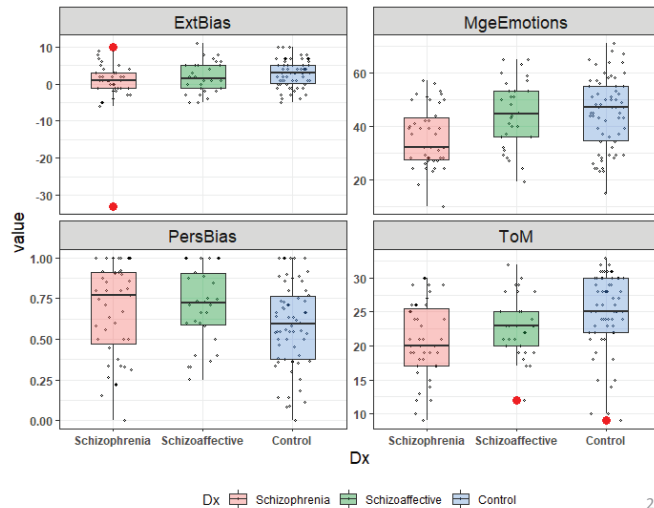 ExtBias
MgeEmotions
10
0
-10
-20
-30
60
40
20
value
PersBias
ToM
1.00
0.75
0.50
0.25
0.00
30
25
20
15
10
Schizophrenia Schizoaffective Control
Schizophrenia Schizoaffective Control
Dx
Dx Schizophrenia Schizoaffective Control
2